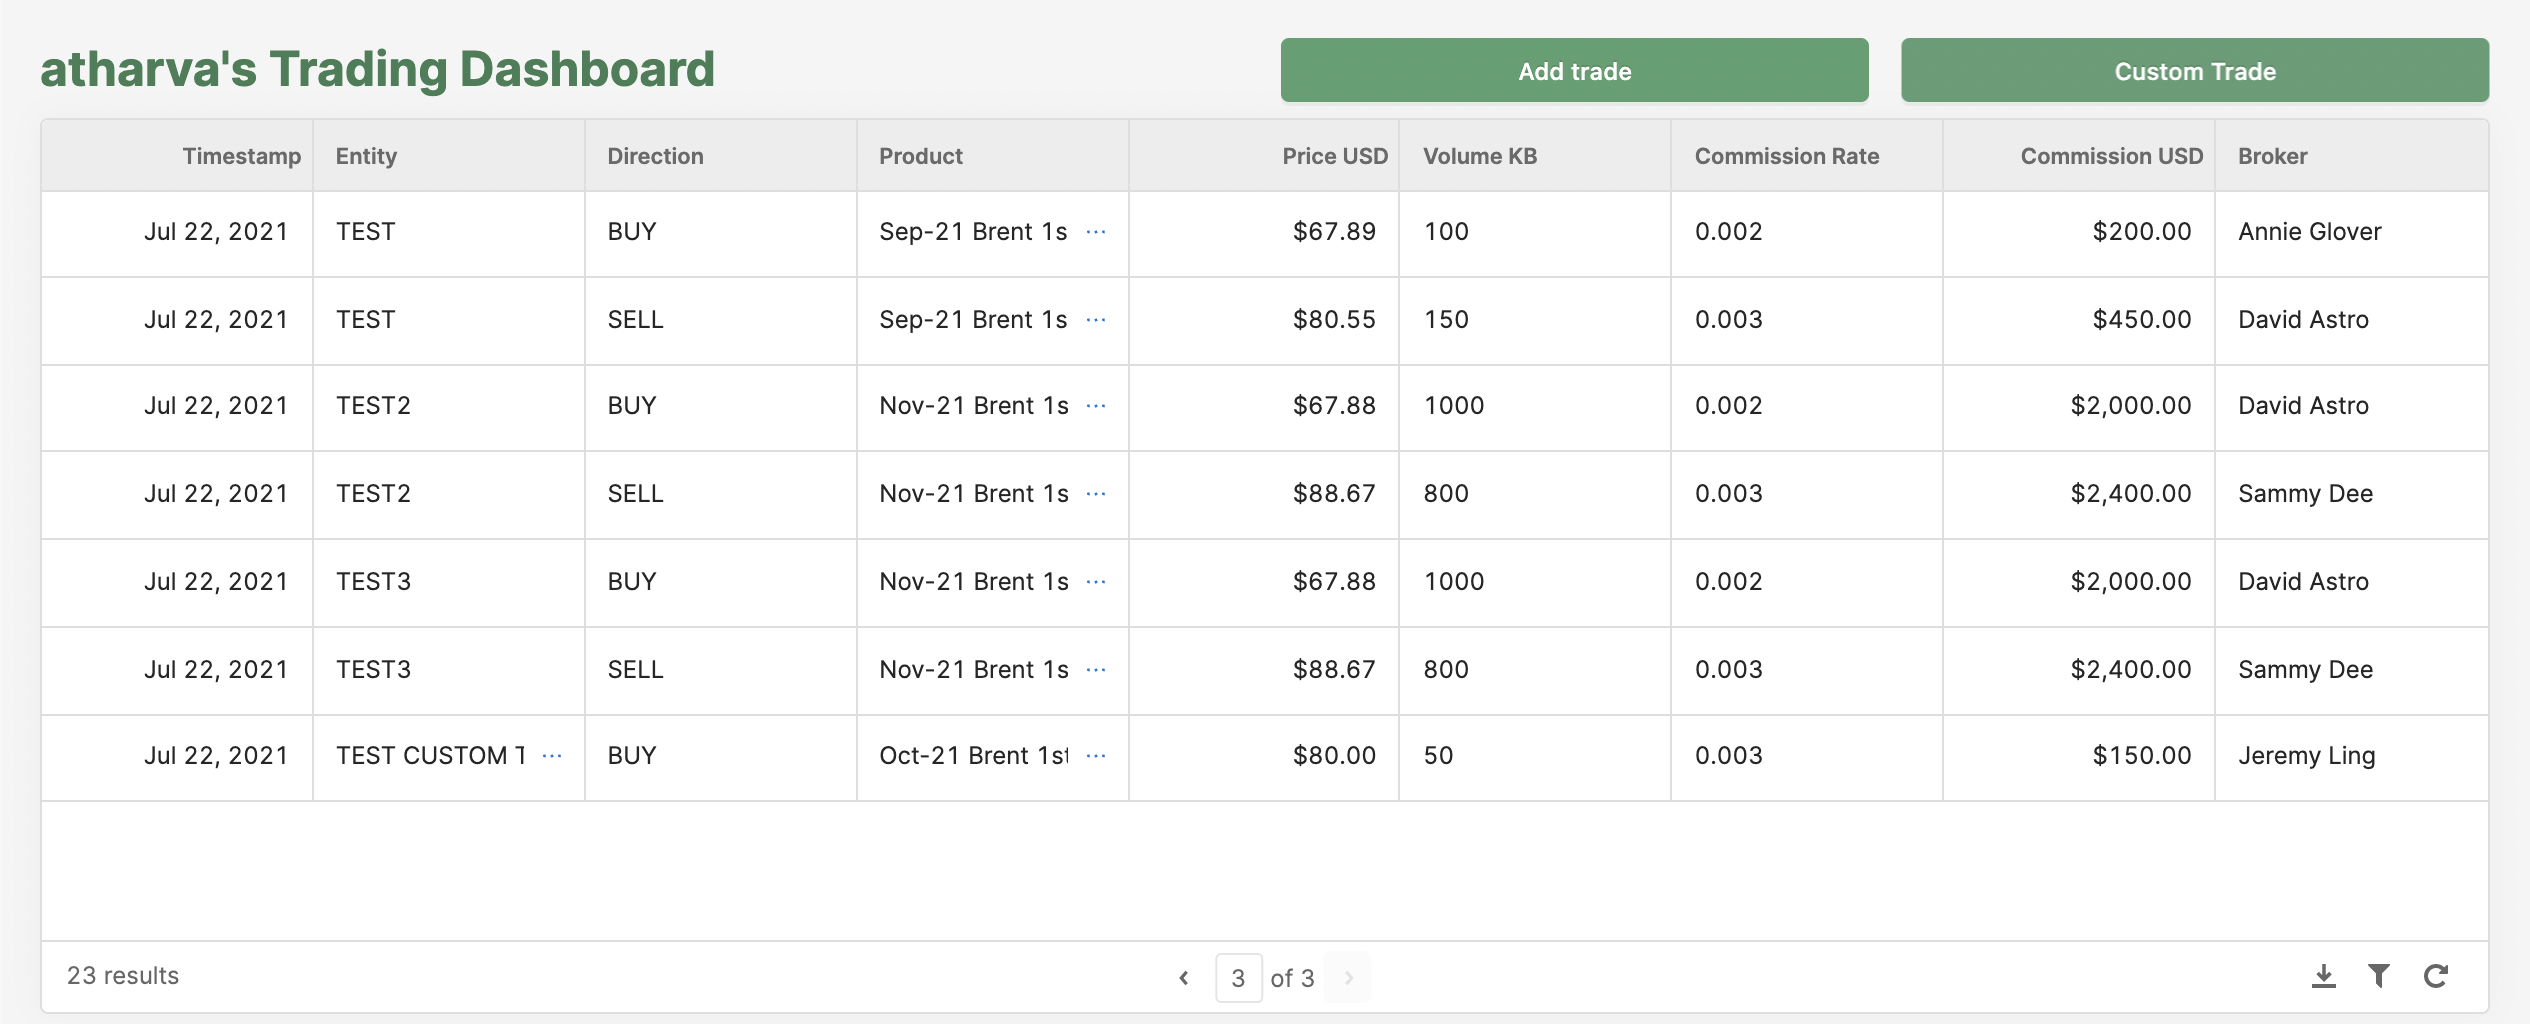 atharva's Trading Dashboard Add trade Custom Trade
Timestamp Entity Direction Product Price USD Volume KB Commission Rate Commission USD Broker
Jul 22, 2021 TEST BUY Sep-21 Brent 1s ... $67.89 100 0.002 $200.00 Annie Glover
Jul 22, 2021 TEST SELL Sep-21 Brent 1s ... $80.55 150 0.003 $450.00 David Astro
Jul 22, 2021 TEST2 BUY Nov-21 Brent 1s ... $67.88 1000 0.002 $2,000.00 David Astro
Jul 22, 2021 TEST2 SELL Nov-21 Brent 1s ... $88.67 800 0.003 $2,400.00 Sammy Dee
Jul 22, 2021 TEST3 BUY Nov-21 Brent 1s ... $67.88 1000 0.002 $2,000.00 David Astro
Jul 22, 2021 TEST3 SELL Nov-21 Brent 1s ... $88.67 800 0.003 $2,400.00 Sammy Dee
Jul 22, 2021 TEST CUSTOM T ... BUY Oct-21 Brent 1st ... $80.00 50 0.003 $150.00 Jeremy Ling
23 results ‹ 3 of 3 ›